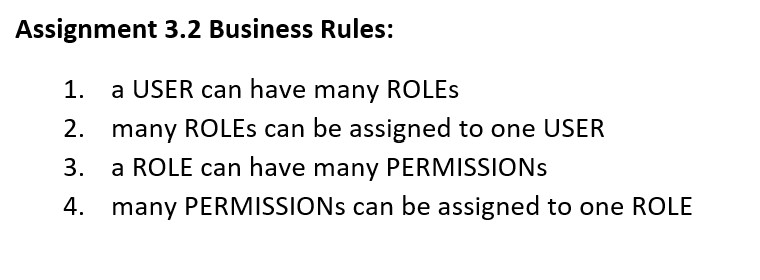 Assignment 3.2 Business Rules:
1. a USER can have many ROLEs
2. many ROLEs can be assigned to one USER
3. a ROLE can have many PERMISSIONs
4. many PERMISSIONs can be assigned to one ROLE